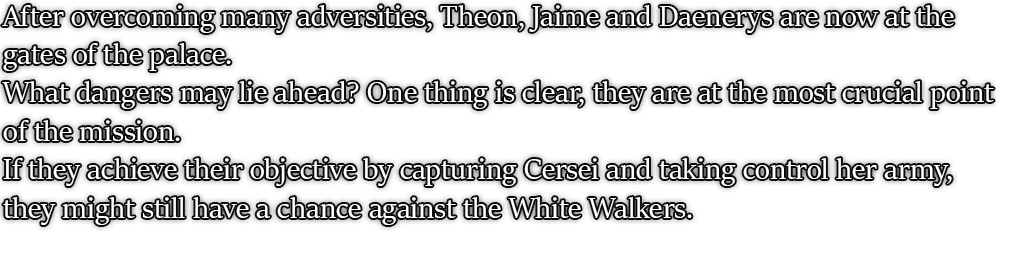 After overcoming many adversities, Theon, Jaime and Daenerys are now at the
gates of the palace.
What dangers may lie ahead? One thing is clear, they are at the most crucial point
of the mission.
If they achieve their objective by capturing Cersei and taking control her army,
they might still have a chance against the White Walkers.